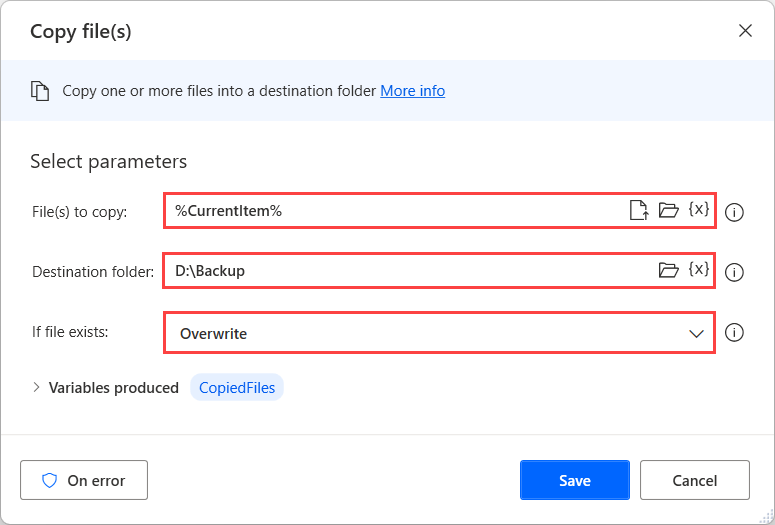 Copy file(s)
Copy one or more files into a destination folder More info
Select parameters
File(s) to copy: %CurrentItem% {x}
Destination folder: D:\Backup {x}
If file exists: Overwrite
Variables produced CopiedFiles
On error Save Cancel